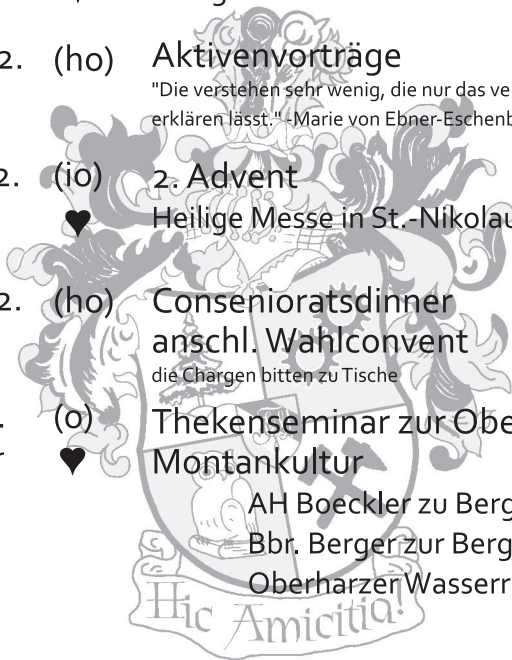 2. (ho) Aktivenvorträge
"Die verstehen sehr wenig, die nur das ve
erklären lässt." -Marie von Ebner-Eschenb
2. (io) 2. Advent
♥ Heilige Messe in St.-Nikolau
2. (ho) Consenioratsdinner
anschl. Wahlconvent
die Chargen bitten zu Tische
. (o) Thekenseminar zur Obe
r ♥ Montankultur
AH Boeckler zu Berg
Bbr. Berger zur Berg
Oberharzer Wasserr
Hic Amicitia!